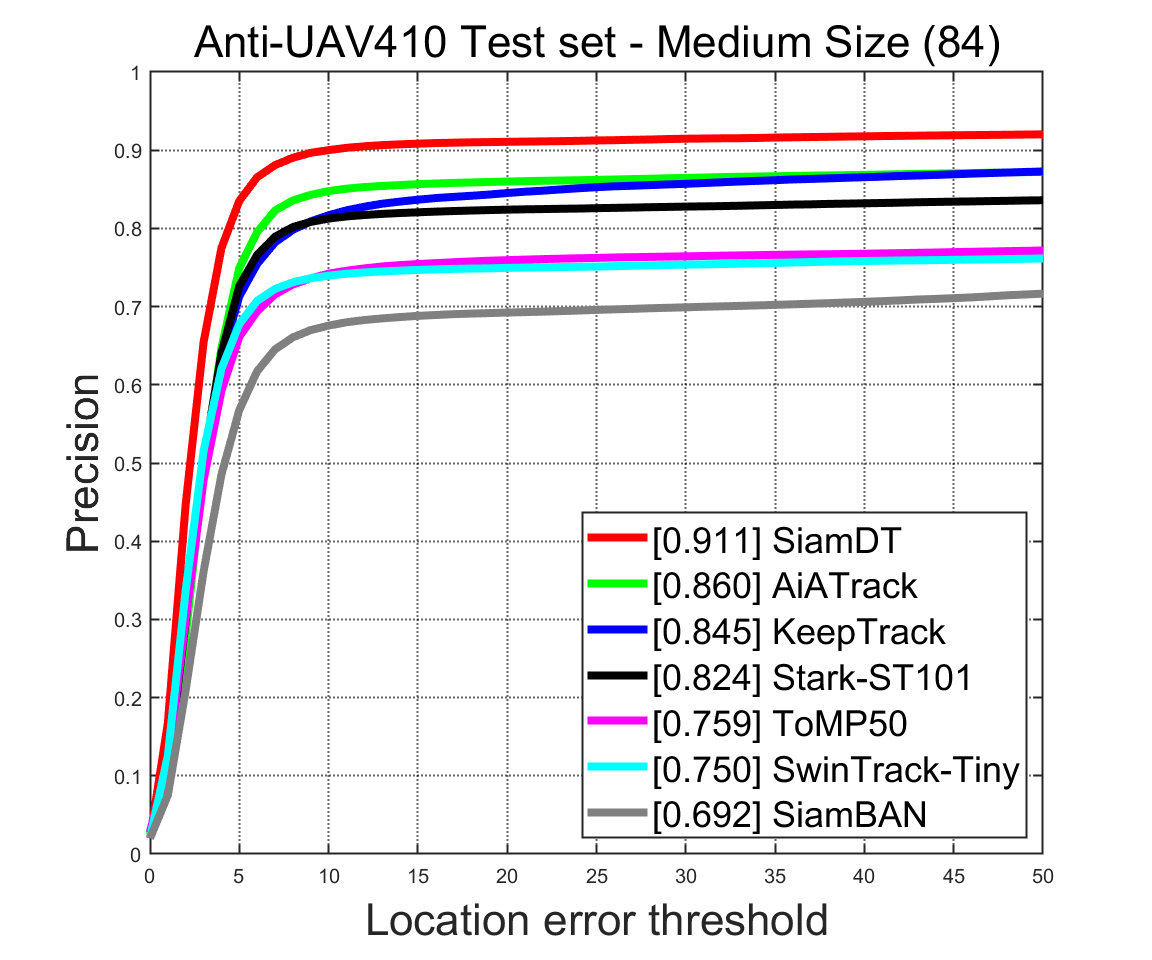 Anti-UAV410 Test set - Medium Size (84)
1
0.9
0.8
0.7
0.6
0.5
0.4
0.3
0.2
0.1
0
Precision
[0.911] SiamDT
[0.860] AiATrack
[0.845] KeepTrack
[0.824] Stark-ST101
[0.759] ToMP50
[0.750] SwinTrack-Tiny
[0.692] SiamBAN
0 5 10 15 20 25 30 35 40 45 50
Location error threshold